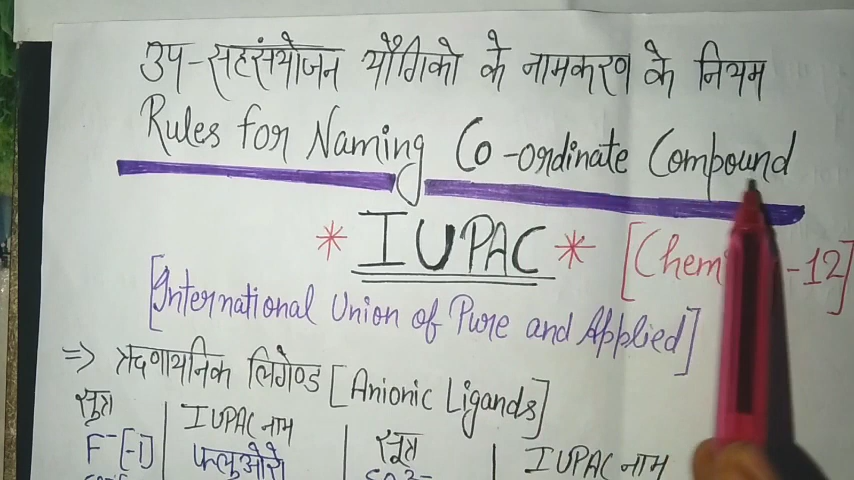 उप-सहसंयोजन यौगिको के नामकरण के नियम
Rules for Naming Co-ordinate Compound
* IUPAC * [Chem -12]
[International Union of Pure and Applied]
=> ऋणायनिक लिगेण्ड [Anionic Ligands]
सूत्र | IUPAC नाम | सूत्र | IUPAC नाम
F⁻[-1] | फ्लुओरो